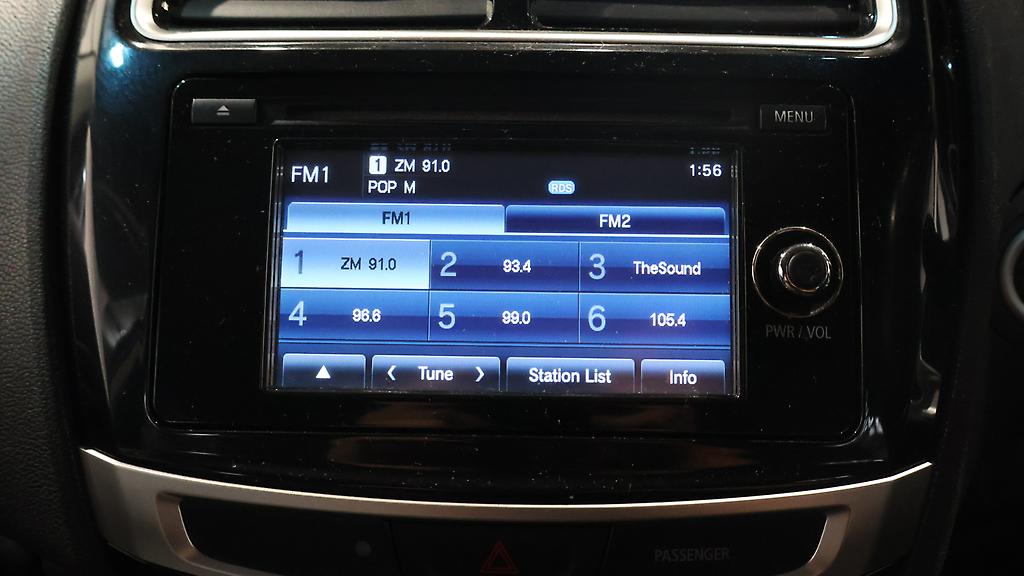 MENU
FM1
1 ZM 91.0
1:56
POP M
RDS
FM1
FM2
1 ZM 91.0
2 93.4
3 TheSound
4 96.6
5 99.0
6 105.4
PWR / VOL
Tune
Station List
Info
PASSENGER